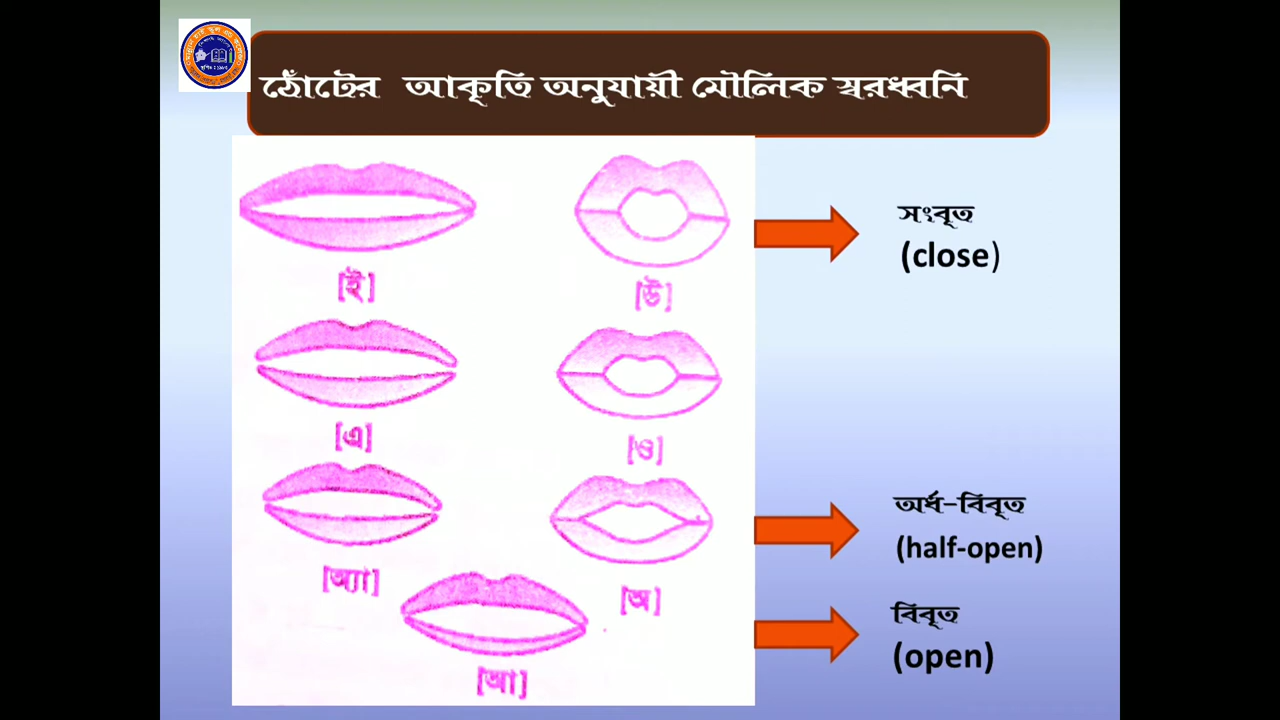 ঠোঁটের আকৃতি অনুযায়ী মৌলিক স্বরধ্বনি
[ই]
[উ]
সংবৃত
(close)
[এ]
[ও]
[অ্যা]
[অ]
অর্ধ-বিবৃত
(half-open)
[আ]
বিবৃত
(open)